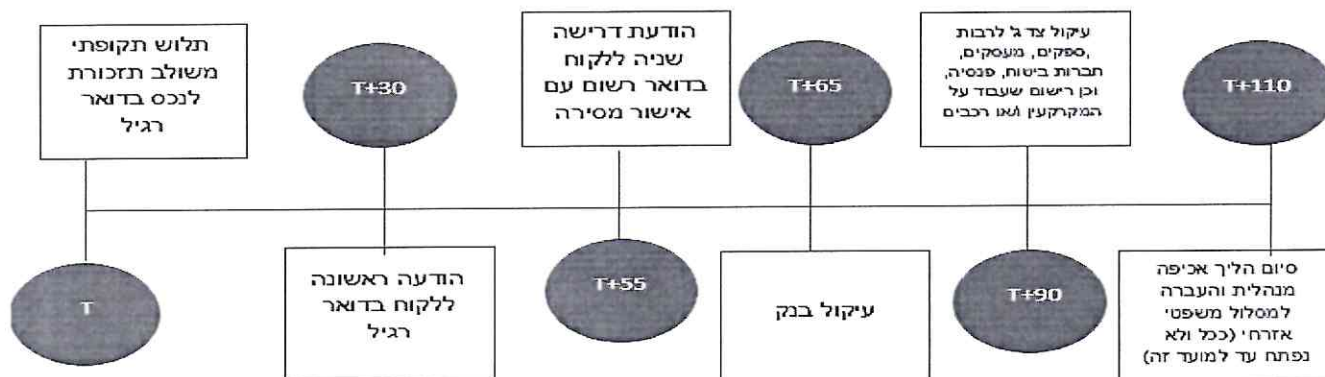 תלוש תקופתי
משולב תזכורת
לנכס בדואר
רגיל
T
T+30
הודעה ראשונה
ללקוח בדואר
רגיל
הודעת דרישה
שניה ללקוח
בדואר רשום עם
אישור מסירה
T+55
T+65
עיקול בנק
עיקול צד ג' לרבות
,ספקים, מעסקים,
חברות ביטוח, פנסיה,
וכן רישום שעבוד על
המקרקעין ו/או רכבים
T+90
T+110
סיום הליך אכיפה
מנהלית והעברה
למסלול משפטי
אזרחי (ככל ולא
נפתח עד למועד זה)